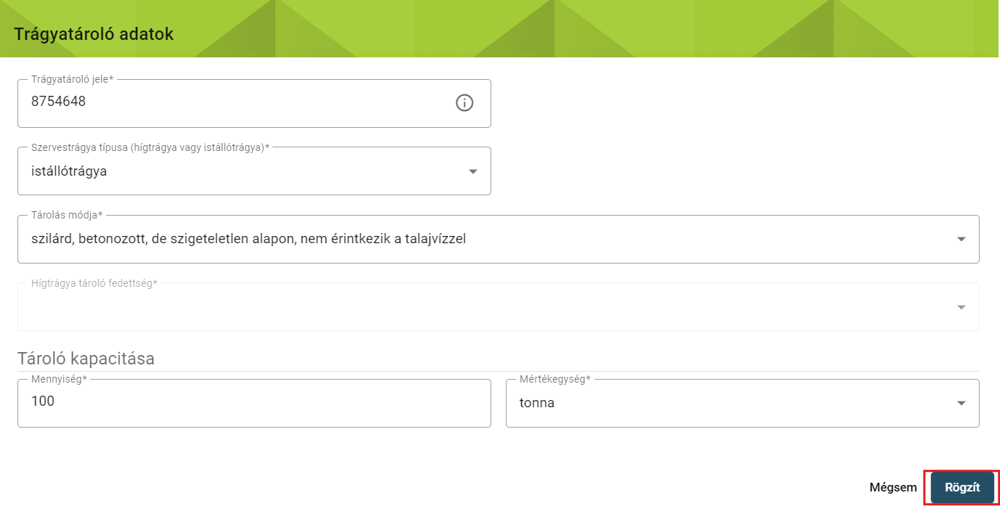 Trágyatároló adatok
Trágyatároló jele*
8754648
Szervestrágya típusa (hígtrágya vagy istállótrágya)*
istállótrágya
Tárolás módja*
szilárd, betonozott, de szigeteletlen alapon, nem érintkezik a talajvízzel
Hígtrágya tároló fedettség*
Tároló kapacitása
Mennyiség*
100
Mértékegység*
tonna
Mégsem
Rögzít